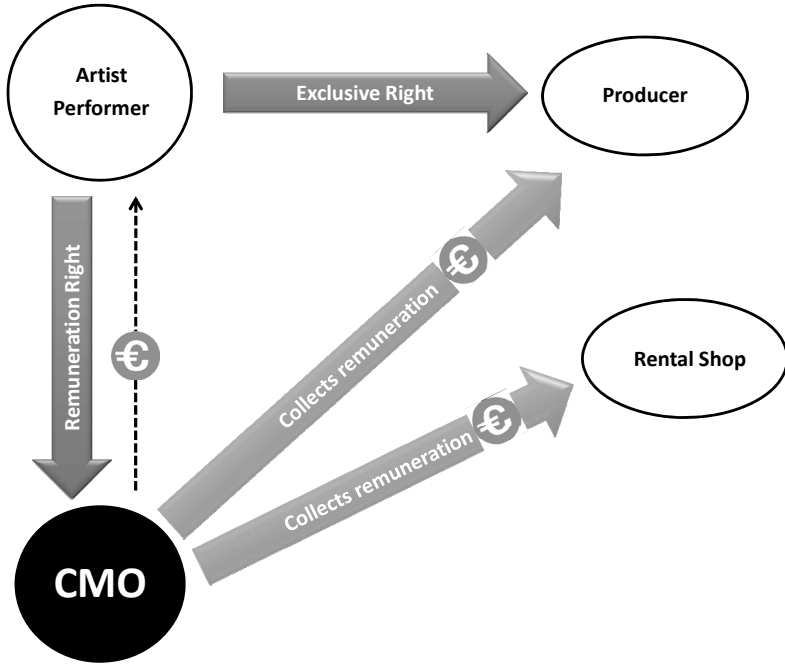 Artist
Performer
Exclusive Right
Producer
Remuneration Right
€
Collects remuneration
€
Rental Shop
Collects remuneration
€
CMO